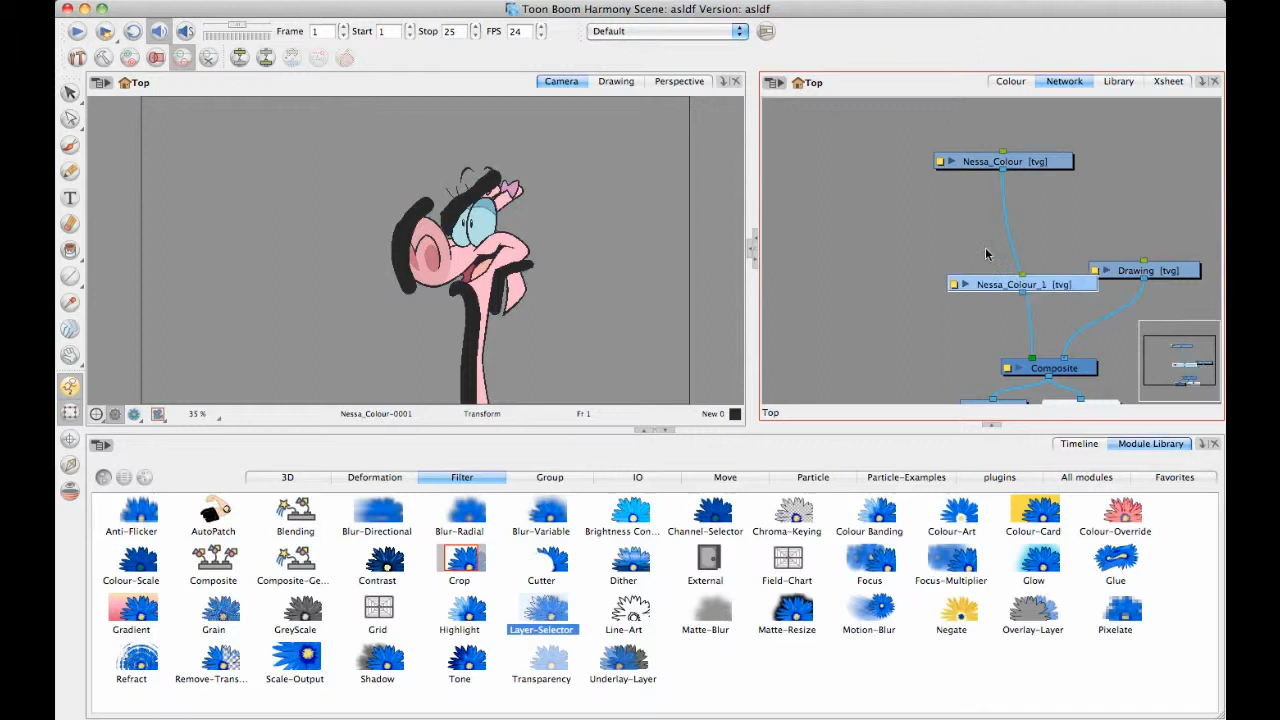 Toon Boom Harmony Scene: asldf Version: asldf
Frame 1 Start 1 Stop 25 FPS 24 Default
Top Camera Drawing Perspective
Top Colour Network Library Xsheet
Nessa_Colour [tvg]
Drawing [tvg]
Nessa_Colour_1 [tvg]
Composite
35 % Nessa_Colour-0001 Transform Fr 1 New 0
Top
Timeline Module Library
3D Deformation Filter Group IO Move Particle Particle-Examples plugins All modules Favorites
Anti-Flicker AutoPatch Blending Blur-Directional Blur-Radial Blur-Variable Brightness Con... Channel-Selector Chroma-Keying Colour Banding Colour-Art Colour-Card Colour-Override
Colour-Scale Composite Composite-Ge... Contrast Crop Cutter Dither External Field-Chart Focus Focus-Multiplier Glow Glue
Gradient Grain GreyScale Grid Highlight Layer-Selector Line-Art Matte-Blur Matte-Resize Motion-Blur Negate Overlay-Layer Pixelate
Refract Remove-Trans... Scale-Output Shadow Tone Transparency Underlay-Layer